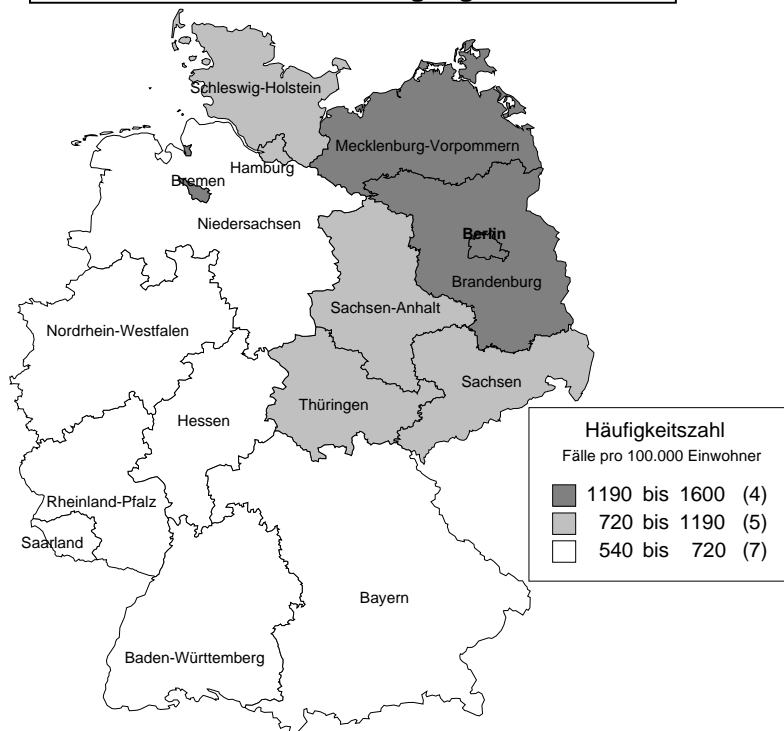 Schleswig-Holstein
Mecklenburg-Vorpommern
Hamburg
Bremen
Niedersachsen
Berlin
Brandenburg
Sachsen-Anhalt
Nordrhein-Westfalen
Sachsen
Thüringen
Hessen
Rheinland-Pfalz
Saarland
Bayern
Baden-Württemberg
Häufigkeitszahl
Fälle pro 100.000 Einwohner
1190 bis 1600 (4)
720 bis 1190 (5)
540 bis 720 (7)